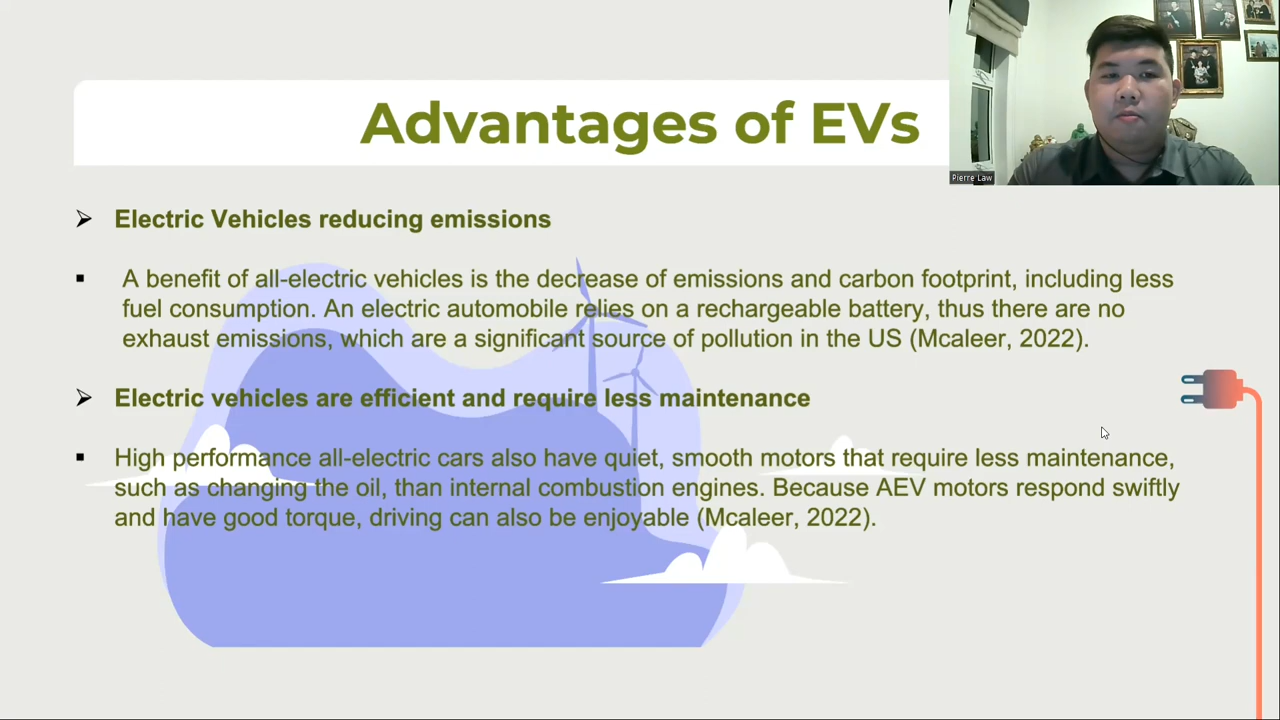 Advantages of EVs
Pierre Law
Electric Vehicles reducing emissions
A benefit of all-electric vehicles is the decrease of emissions and carbon footprint, including less
fuel consumption. An electric automobile relies on a rechargeable battery, thus there are no
exhaust emissions, which are a significant source of pollution in the US (Mcaleer, 2022).
Electric vehicles are efficient and require less maintenance
High performance all-electric cars also have quiet, smooth motors that require less maintenance,
such as changing the oil, than internal combustion engines. Because AEV motors respond swiftly
and have good torque, driving can also be enjoyable (Mcaleer, 2022).